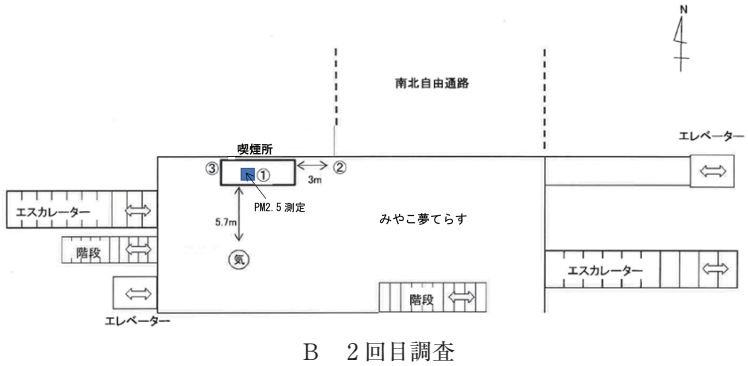 N
南北自由通路
エレベーター
喫煙所
③
①
②
3m
PM2.5 測定
エスカレーター
5.7m
みやこ夢てらす
階段
気
エスカレーター
階段
エレベーター
B 2回目調査